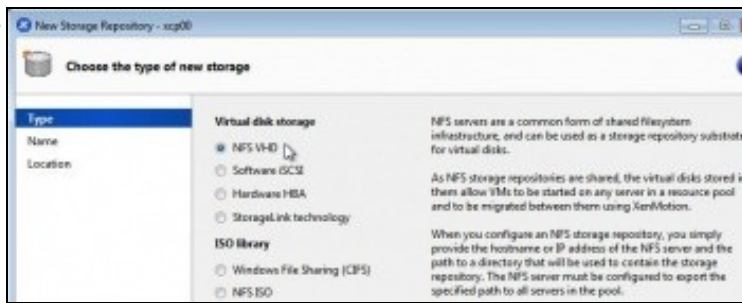 New Storage Repository - xcp00
Choose the type of new storage
Type
Name
Location
Virtual disk storage
NFS VHD
Software iSCSI
Hardware HBA
StorageLink technology
ISO library
Windows File Sharing (CIFS)
NFS ISO
NFS servers are a common form of shared filesystem
infrastructure, and can be used as a storage repository substrat
for virtual disks.
As NFS storage repositories are shared, the virtual disks stored i
them allow VMs to be started on any server in a resource pool
and to be migrated between them using XenMotion.
When you configure an NFS storage repository, you simply
provide the hostname or IP address of the NFS server and the
path to a directory that will be used to contain the storage
repository. The NFS server must be configured to export the
specified path to all servers in the pool.